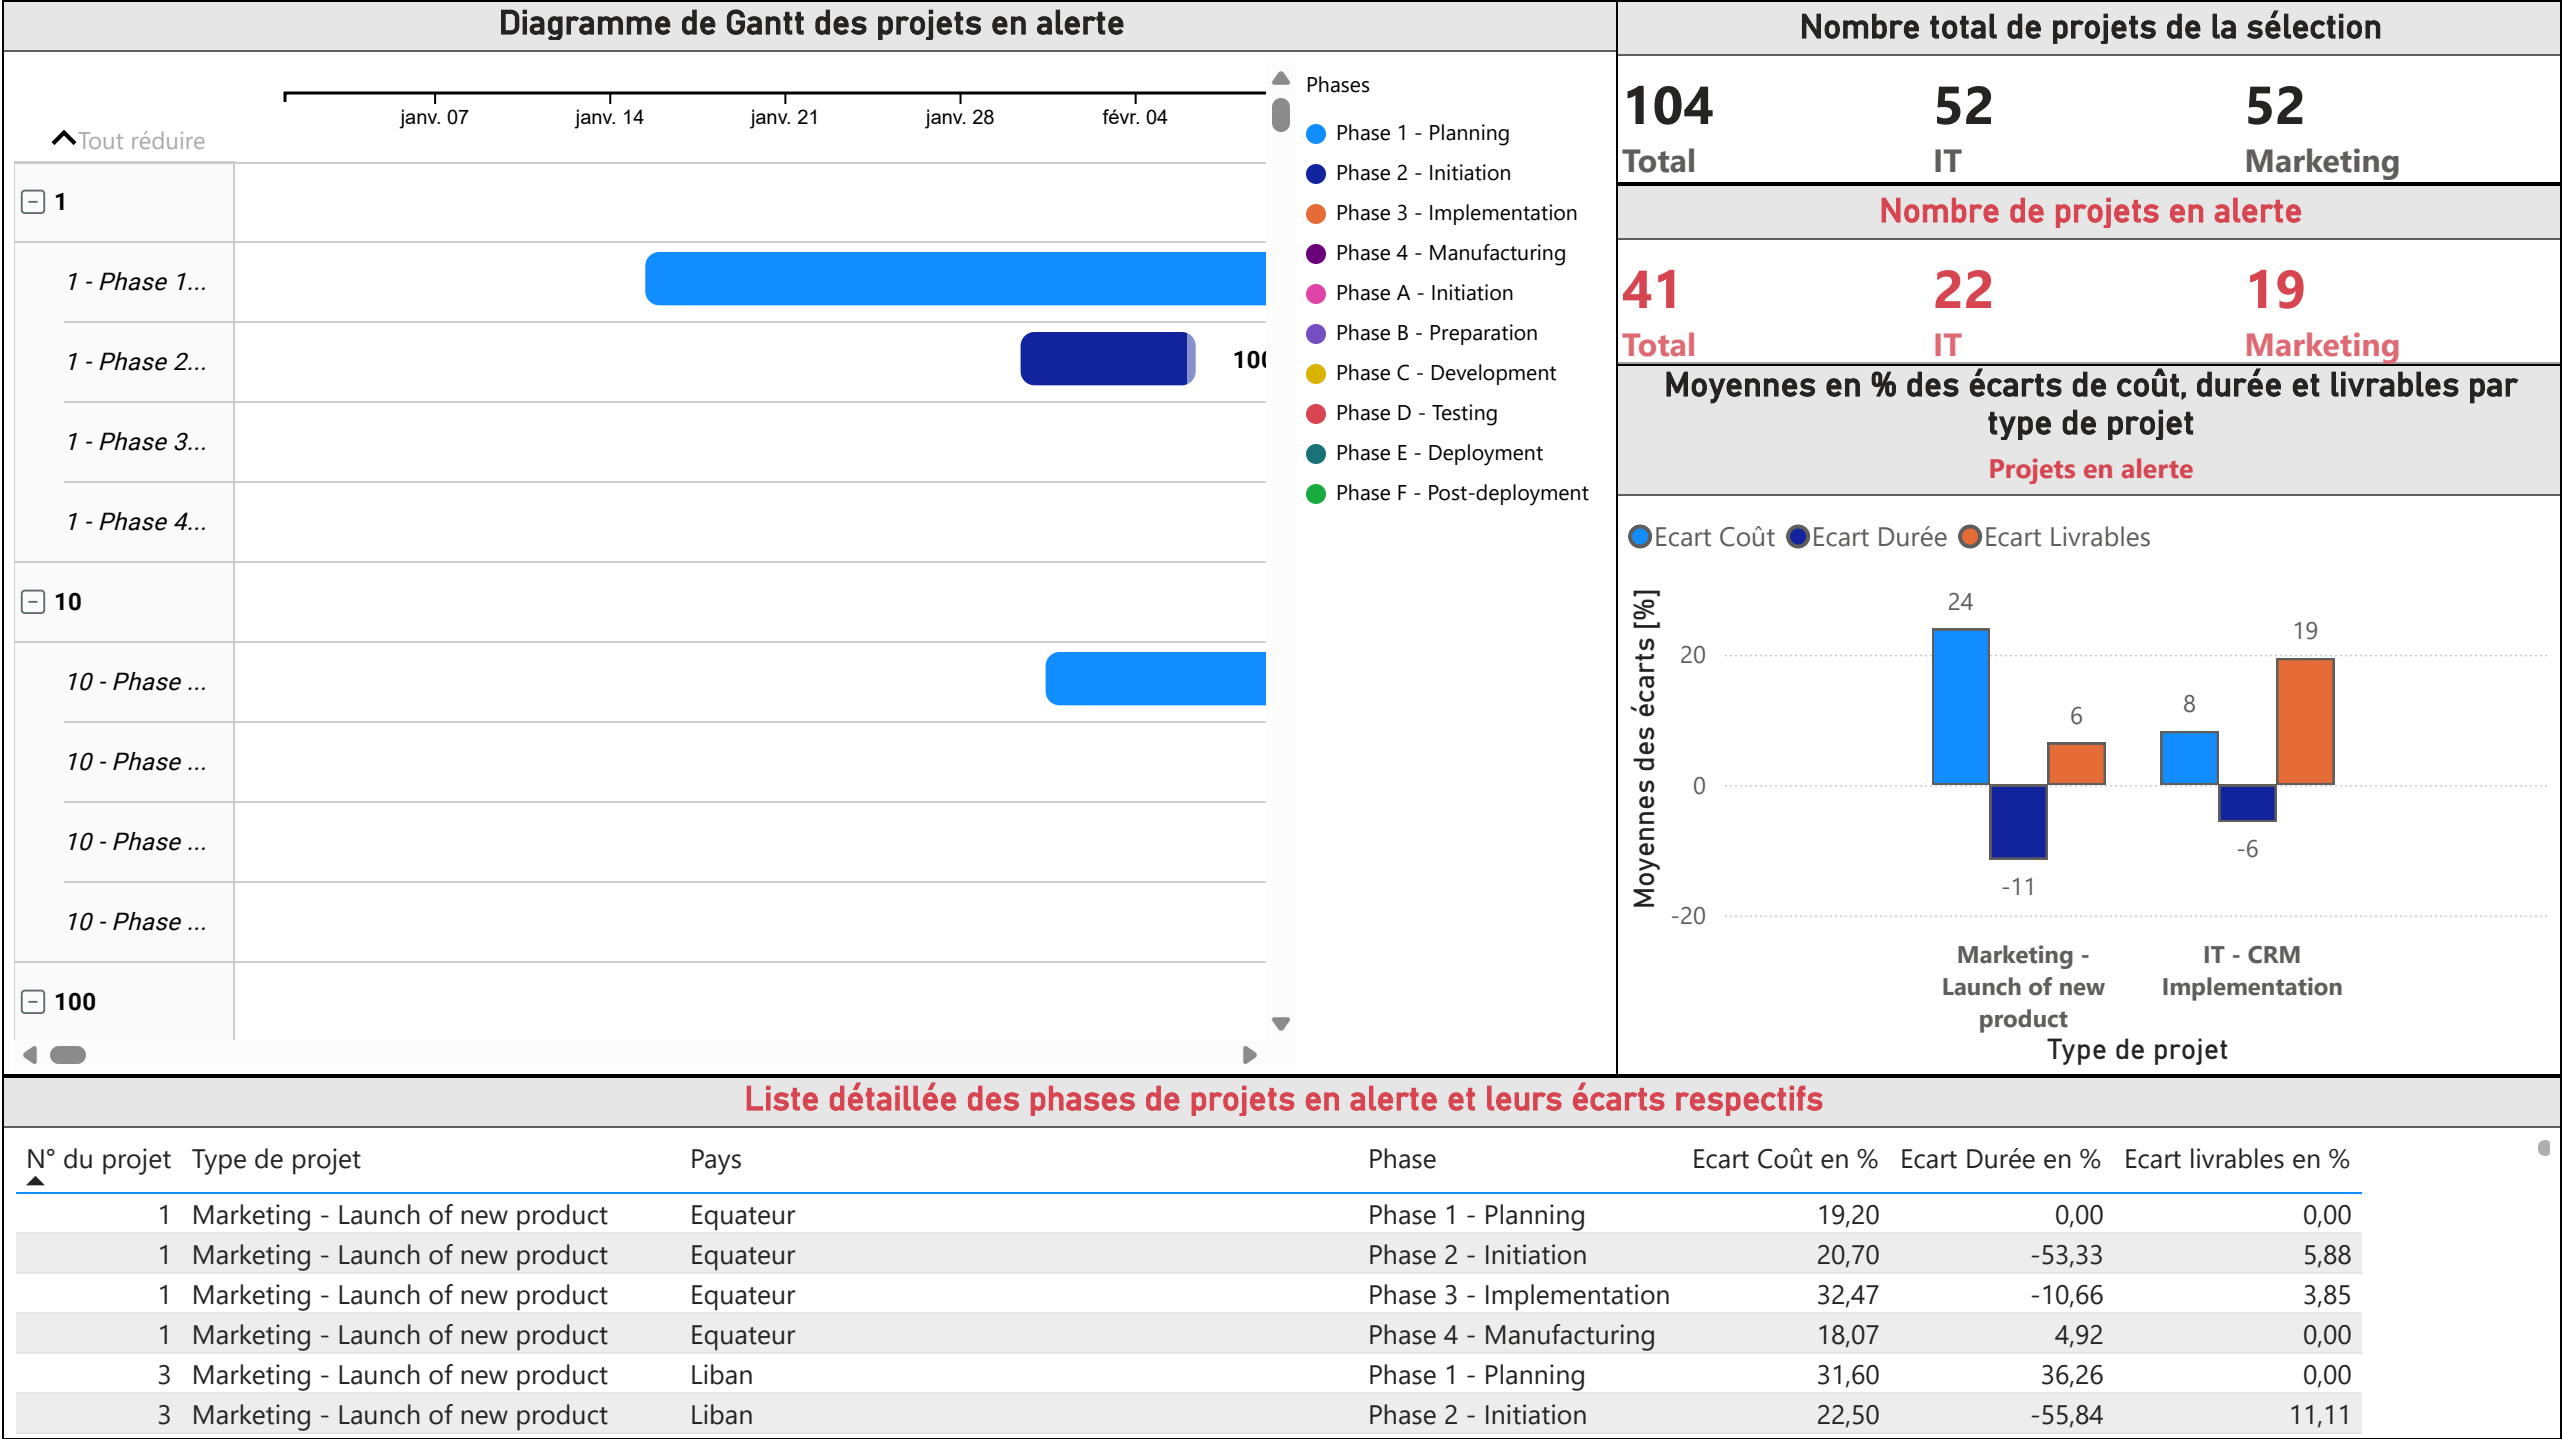 Diagramme de Gantt des projets en alerte
janv. 07 janv. 14 janv. 21 janv. 28 févr. 04
Tout réduire
1
1 - Phase 1...
1 - Phase 2...
100
1 - Phase 3...
1 - Phase 4...
10
10 - Phase ...
10 - Phase ...
10 - Phase ...
10 - Phase ...
100
Phases
Phase 1 - Planning
Phase 2 - Initiation
Phase 3 - Implementation
Phase 4 - Manufacturing
Phase A - Initiation
Phase B - Preparation
Phase C - Development
Phase D - Testing
Phase E - Deployment
Phase F - Post-deployment
Nombre total de projets de la sélection
104 52 52
Total IT Marketing
Nombre de projets en alerte
41 22 19
Total IT Marketing
Moyennes en % des écarts de coût, durée et livrables par
type de projet
Projets en alerte
Ecart Coût Ecart Durée Ecart Livrables
Moyennes des écarts [%]
20
0
-20
24
-11
6
8
-6
19
Marketing -
Launch of new
product
IT - CRM
Implementation
Type de projet
Liste détaillée des phases de projets en alerte et leurs écarts respectifs
N° du projet Type de projet Pays Phase Ecart Coût en % Ecart Durée en % Ecart livrables en %
1 Marketing - Launch of new product Equateur Phase 1 - Planning 19,20 0,00 0,00
1 Marketing - Launch of new product Equateur Phase 2 - Initiation 20,70 -53,33 5,88
1 Marketing - Launch of new product Equateur Phase 3 - Implementation 32,47 -10,66 3,85
1 Marketing - Launch of new product Equateur Phase 4 - Manufacturing 18,07 4,92 0,00
3 Marketing - Launch of new product Liban Phase 1 - Planning 31,60 36,26 0,00
3 Marketing - Launch of new product Liban Phase 2 - Initiation 22,50 -55,84 11,11